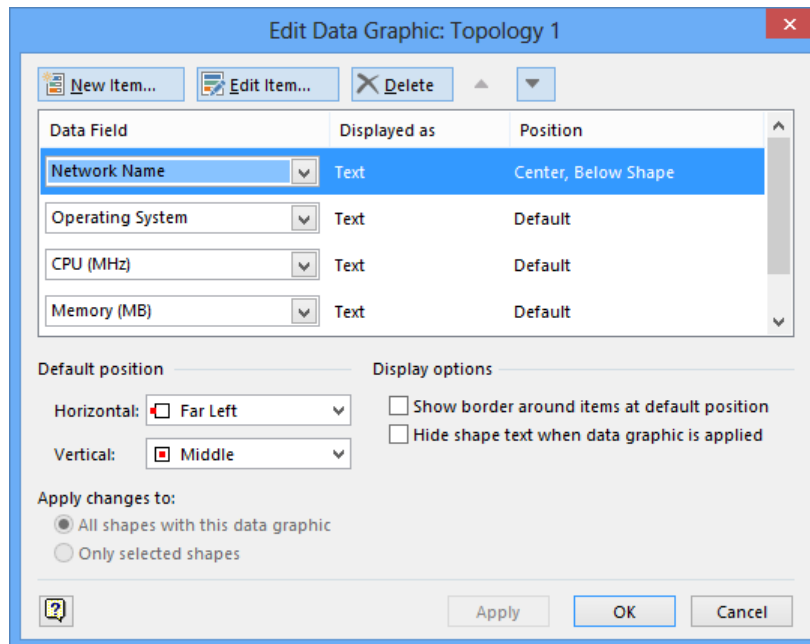 Edit Data Graphic: Topology 1
New Item... Edit Item... Delete
Data Field Displayed as Position
Network Name Text Center, Below Shape
Operating System Text Default
CPU (MHz) Text Default
Memory (MB) Text Default
Default position Display options
Horizontal: Far Left Show border around items at default position
Hide shape text when data graphic is applied
Vertical: Middle
Apply changes to:
All shapes with this data graphic
Only selected shapes
Apply OK Cancel